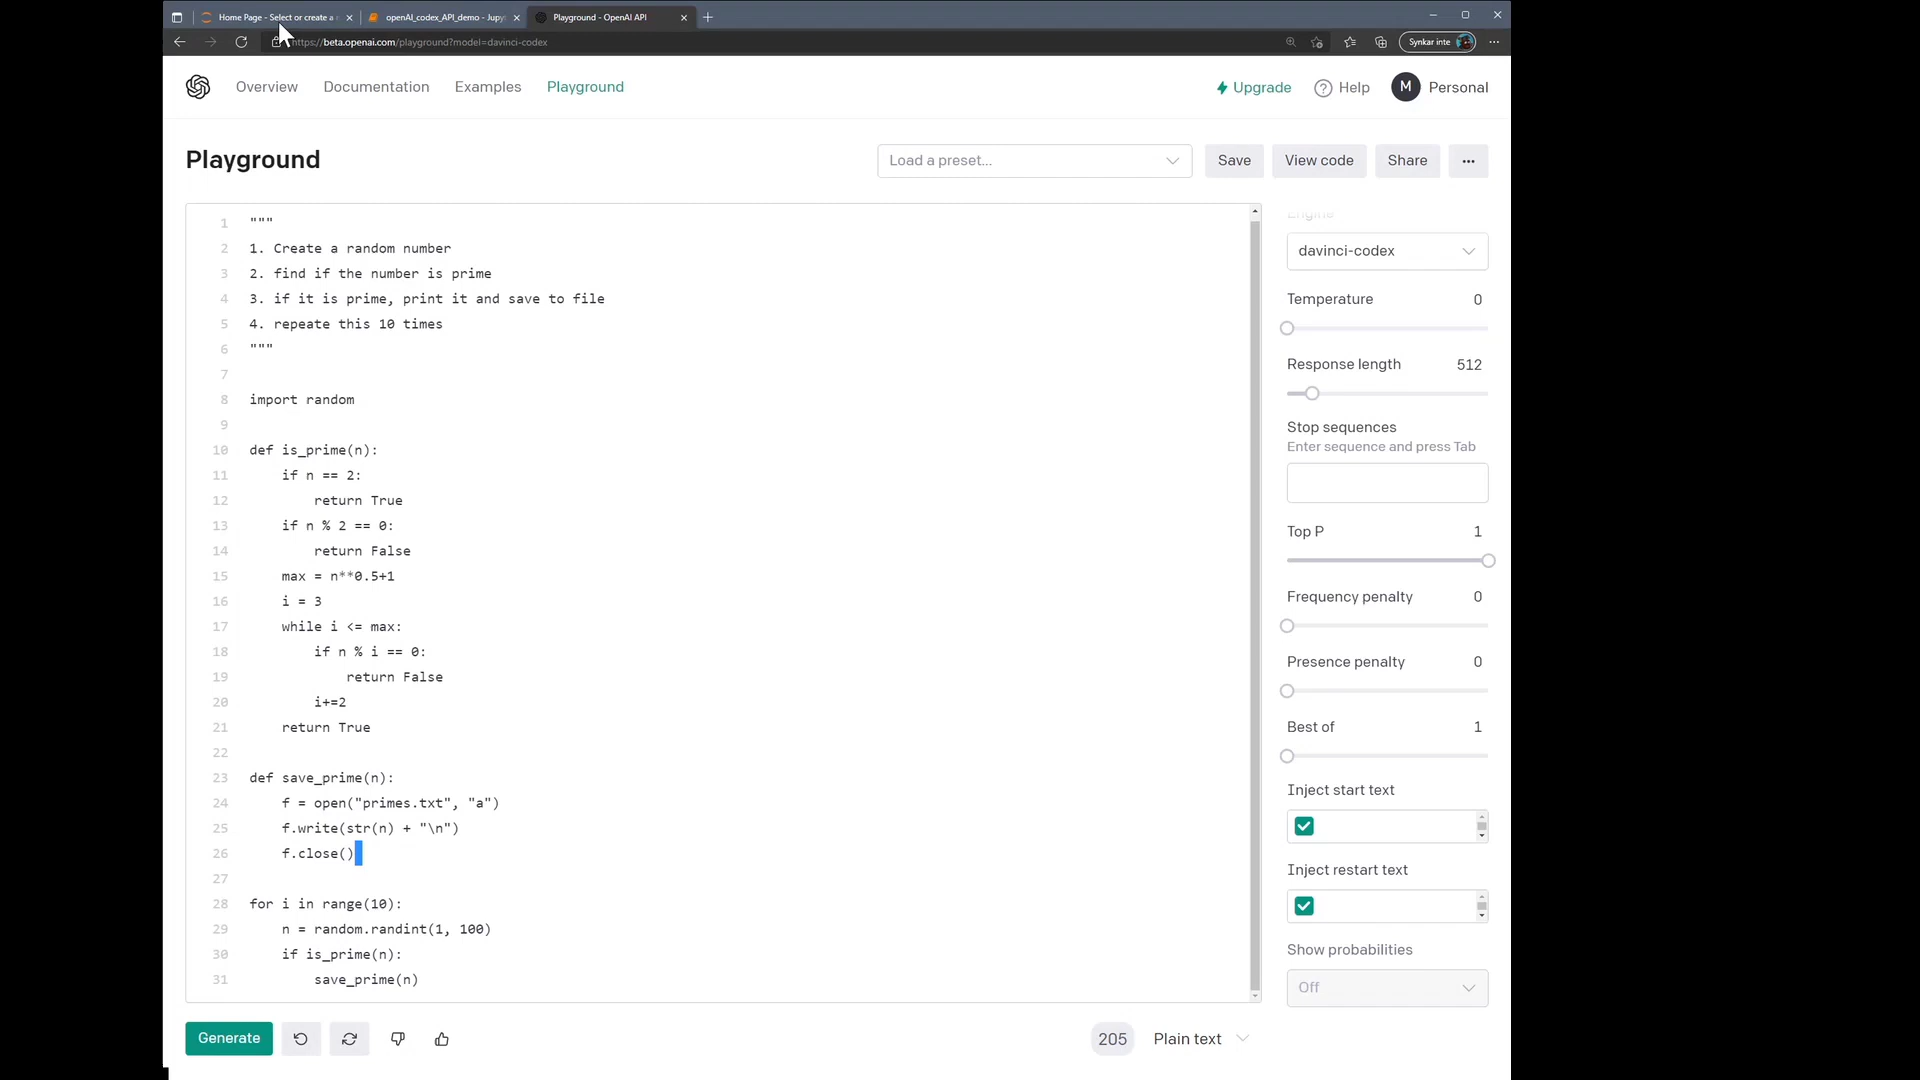 Home Page - Select or create a n
openAI_codex_API_demo - Jupy
Playground - OpenAI API
https://beta.openai.com/playground?model=davinci-codex
Synkar inte
Overview
Documentation
Examples
Playground
Upgrade
Help
M
Personal
Playground
Load a preset...
Save
View code
Share
1 """
2 1. Create a random number
3 2. find if the number is prime
4 3. if it is prime, print it and save to file
5 4. repeat this 10 times
6 """
7
8 import random
9
10 def is_prime(n):
11     if n == 2:
12         return True
13     if n % 2 == 0:
14         return False
15     max = n**0.5+1
16     i = 3
17     while i <= max:
18         if n % i == 0:
19             return False
20         i+=2
21     return True
22
23 def save_prime(n):
24     f = open("primes.txt", "a")
25     f.write(str(n) + "\n")
26     f.close()
27
28 for i in range(10):
29     n = random.randint(1, 100)
30     if is_prime(n):
31         save_prime(n)
Engine
davinci-codex
Temperature 0
Response length 512
Stop sequences
Enter sequence and press Tab
Top P 1
Frequency penalty 0
Presence penalty 0
Best of 1
Inject start text
Inject restart text
Show probabilities
Off
Generate
205
Plain text